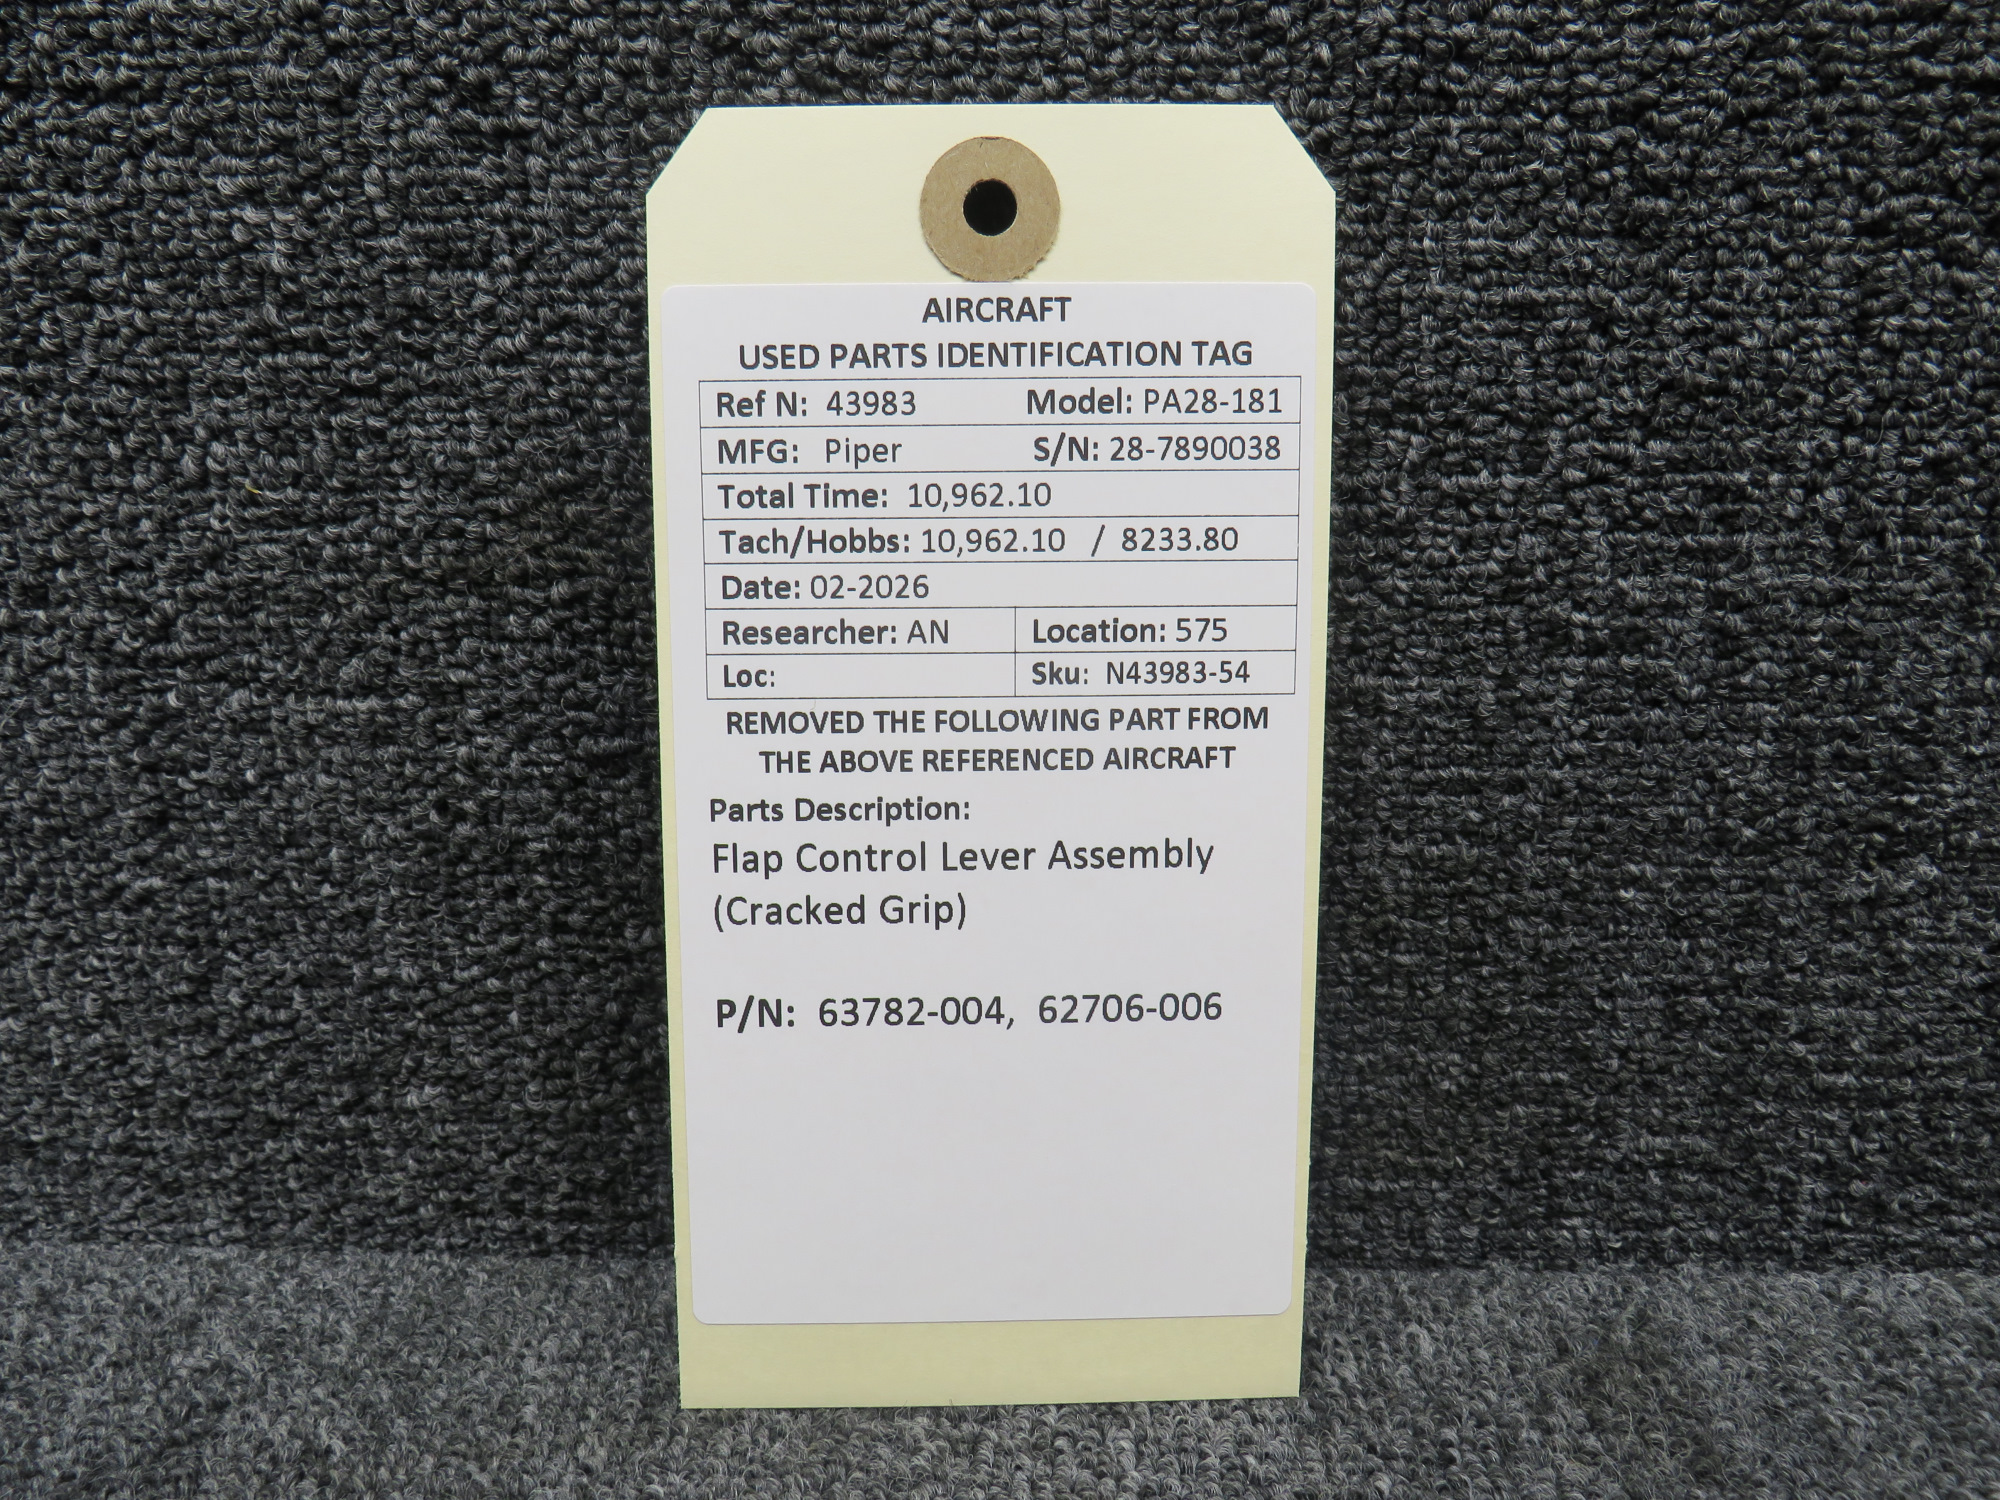 AIRCRAFT
USED PARTS IDENTIFICATION TAG
Ref N: 43983 Model: PA28-181
MFG: Piper S/N: 28-7890038
Total Time: 10,962.10
Tach/Hobbs: 10,962.10 / 8233.80
Date: 02-2026
Researcher: AN Location: 575
Loc: Sku: N43983-54
REMOVED THE FOLLOWING PART FROM
THE ABOVE REFERENCED AIRCRAFT
Parts Description:
Flap Control Lever Assembly
(Cracked Grip)
P/N: 63782-004, 62706-006